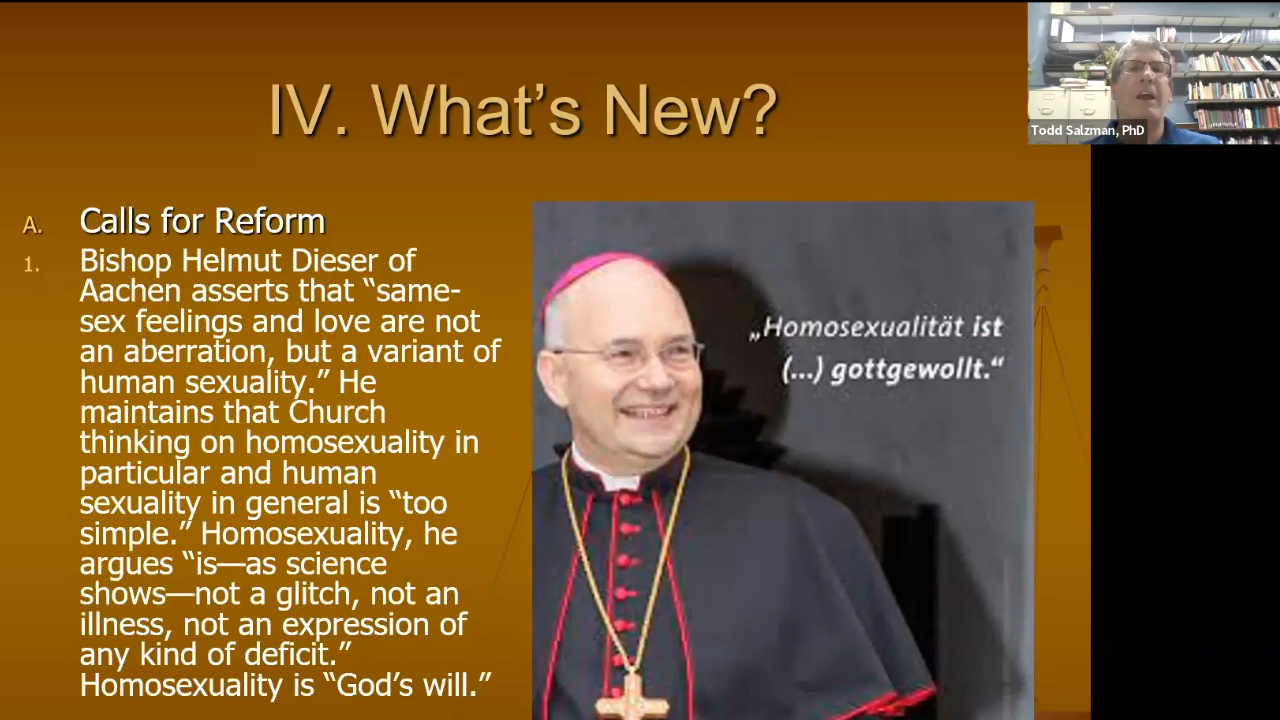 IV. What’s New?
Todd Salzman, PhD
A. Calls for Reform
1. Bishop Helmut Dieser of
Aachen asserts that “same-
sex feelings and love are not
an aberration, but a variant of
human sexuality.” He
maintains that Church
thinking on homosexuality in
particular and human
sexuality in general is “too
simple.” Homosexuality, he
argues “is—as science
shows—not a glitch, not an
illness, not an expression of
any kind of deficit.”
Homosexuality is “God’s will.”
„Homosexualität ist
(...) gottgewollt.“